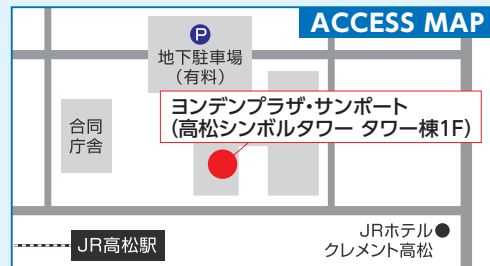 ACCESS MAP
P
地下駐車場
（有料）
ヨンデンプラザ・サンポート
（高松シンボルタワー タワー棟1F）
合同
庁舎
JR高松駅
JRホテル
クレメント高松